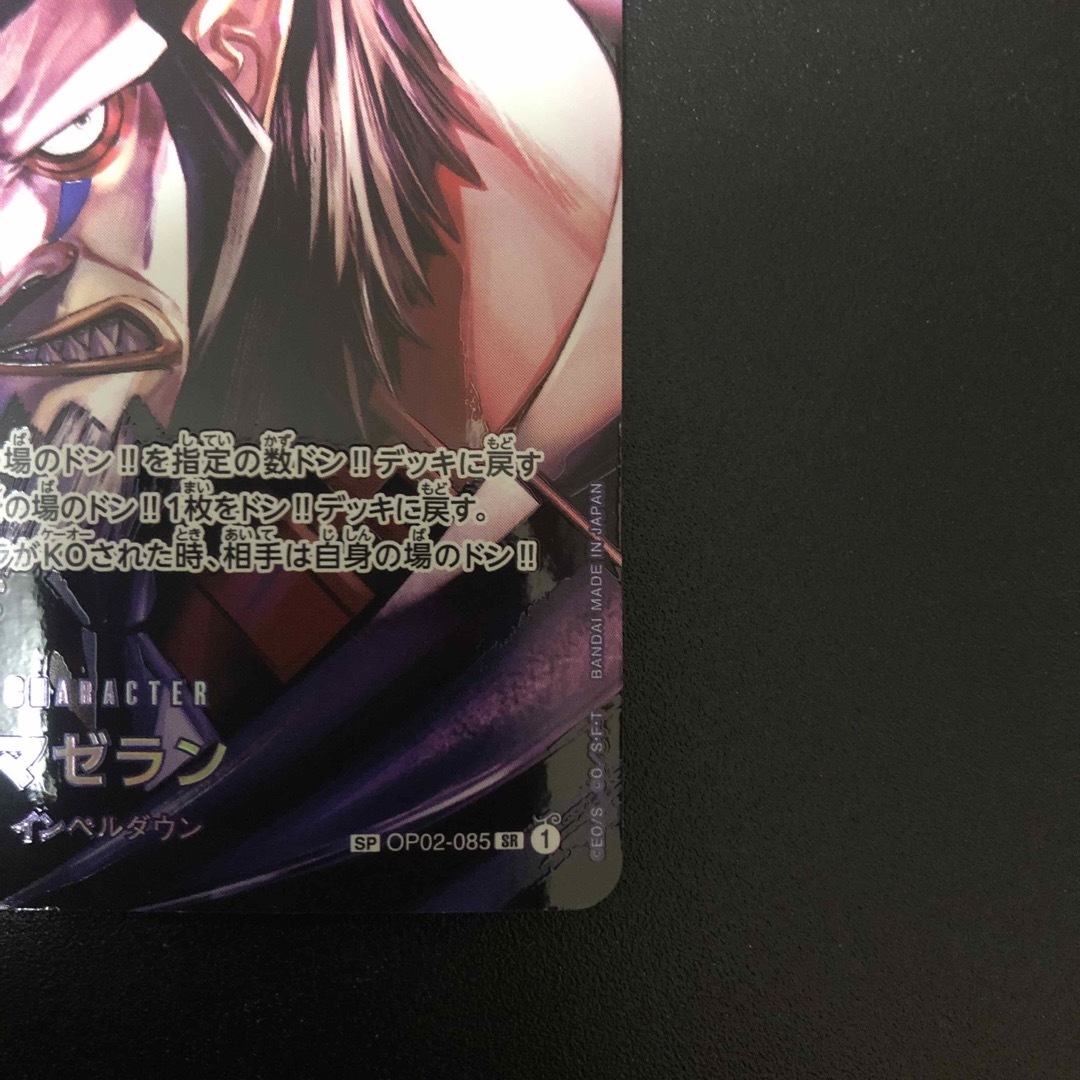 場のドン!!を指定の数ドン!!デッキに戻す
の場のドン!!1枚をドン!!デッキに戻す。
ラがKOされた時、相手は自身の場のドン!!
CHARACTER
マゼラン
インペルダウン
SP OP02-085 SR 1
©EO/S CO/S·F·T BANDAI MADE IN JAPAN